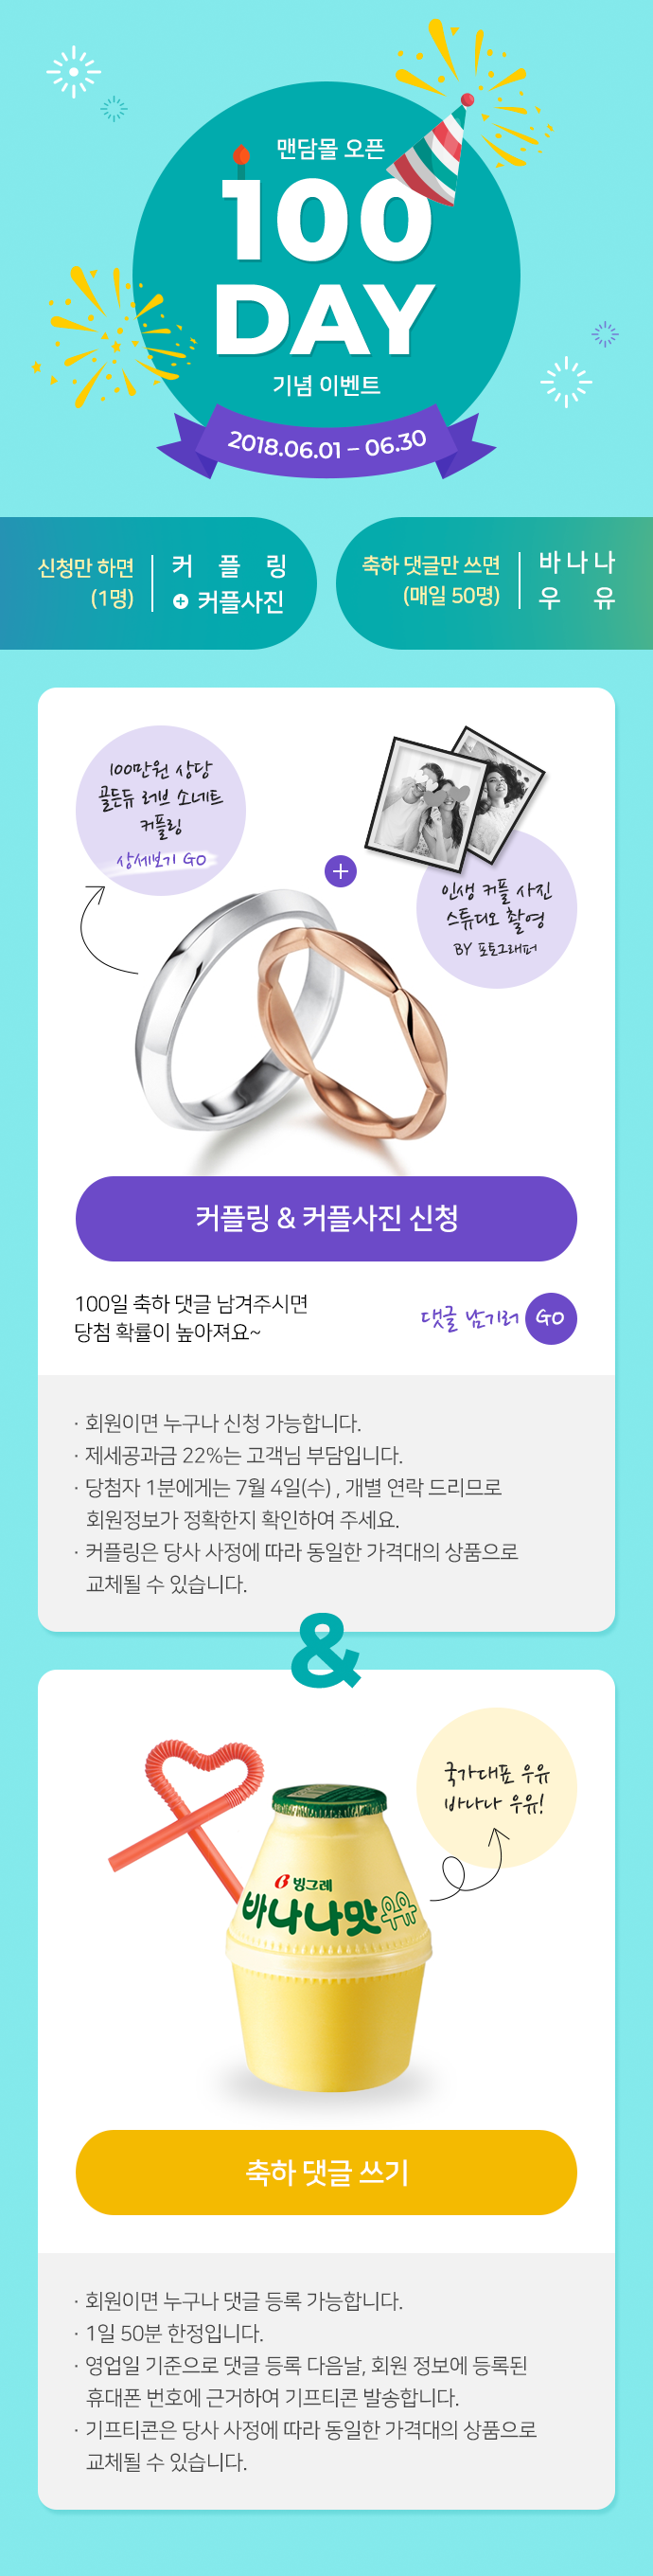 맨담몰 오픈
100
DAY
기념 이벤트
2018.06.01 – 06.30
신청만 하면
(1명)
커플링
+ 커플사진
축하 댓글만 쓰면
(매일 50명)
바나나
우유
100만원 상당
골든듀 러브 소네트
커플링
상세보기 GO
+
인생 커플 사진
스튜디오 촬영
BY 포토그래퍼
커플링 & 커플사진 신청
100일 축하 댓글 남겨주시면
당첨 확률이 높아져요~
댓글 남기러 GO
· 회원이면 누구나 신청 가능합니다.
· 제세공과금 22%는 고객님 부담입니다.
· 당첨자 1분에게는 7월 4일(수) , 개별 연락 드리므로
회원정보가 정확한지 확인하여 주세요.
· 커플링은 당사 사정에 따라 동일한 가격대의 상품으로
교체될 수 있습니다.
&
국가대표 우유
바나나 우유!
빙그레
바나나맛우유
축하 댓글 쓰기
· 회원이면 누구나 댓글 등록 가능합니다.
· 1일 50분 한정입니다.
· 영업일 기준으로 댓글 등록 다음날, 회원 정보에 등록된
휴대폰 번호에 근거하여 기프티콘 발송합니다.
· 기프티콘은 당사 사정에 따라 동일한 가격대의 상품으로
교체될 수 있습니다.